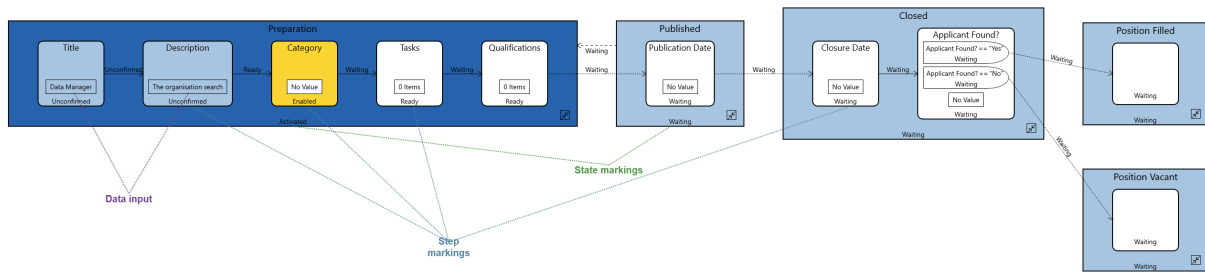 Preparation
Title
Data Manager
Unconfirmed
Unconfirmed
Description
The organisation search
Unconfirmed
Ready
Category
No Value
Enabled
Waiting
Tasks
0 Items
Ready
Waiting
Qualifications
0 Items
Ready
Activated
Waiting
Waiting
Published
Publication Date
No Value
Waiting
Waiting
Waiting
Closed
Closure Date
No Value
Waiting
Waiting
Applicant Found?
Applicant Found? == "Yes"
Waiting
Applicant Found? == "No"
Waiting
No Value
Waiting
Waiting
Waiting
Waiting
Position Filled
Waiting
Waiting
Position Vacant
Waiting
Waiting
Data input
State markings
Step
markings